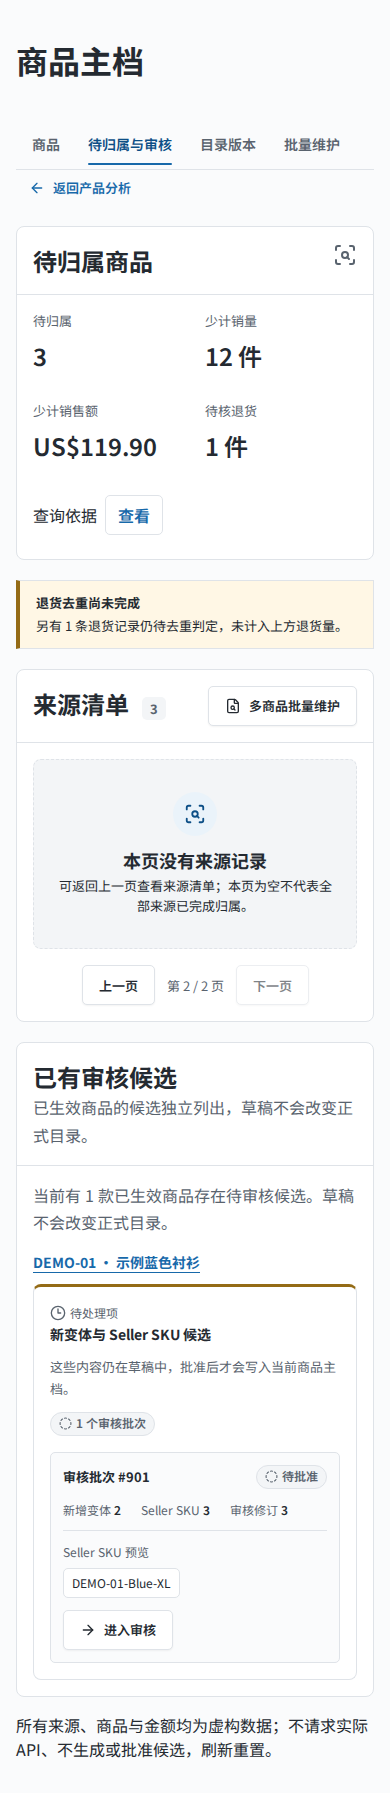 商品主档
商品 待归属与审核 目录版本 批量维护
返回产品分析
待归属商品
待归属 少计销量
3 12 件
少计销售额 待核退货
US$119.90 1 件
查询依据 查看
退货去重尚未完成
另有 1 条退货记录仍待去重判定，未计入上方退货量。
来源清单 3 多商品批量维护
本页没有来源记录
可返回上一页查看来源清单；本页为空不代表全
部来源已完成归属。
上一页 第 2 / 2 页 下一页
已有审核候选
已生效商品的候选独立列出，草稿不会改变正
式目录。
当前有 1 款已生效商品存在待审核候选。草稿
不会改变正式目录。
DEMO-01 · 示例蓝色衬衫
待处理项
新变体与 Seller SKU 候选
这些内容仍在草稿中，批准后才会写入当前商品主
档。
1 个审核批次
审核批次 #901 待批准
新增变体 2 Seller SKU 3 审核修订 3
Seller SKU 预览
DEMO-01-Blue-XL
进入审核
所有来源、商品与金额均为虚构数据；不请求实际
API、不生成或批准候选，刷新重置。